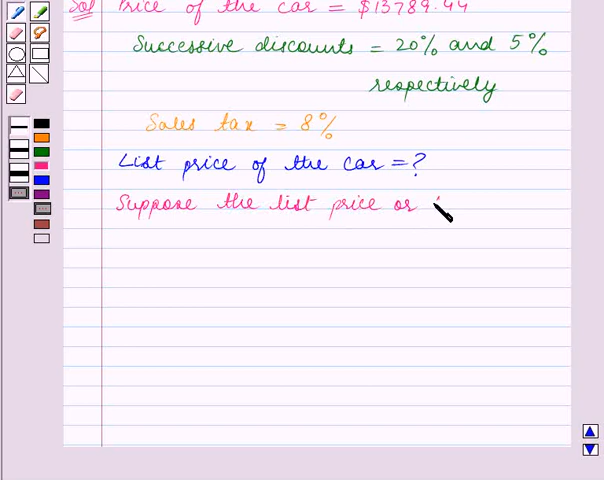 Sol Price of the car = $13789.44
Successive discounts = 20% and 5%
respectively
Sales tax = 8%
List price of the car = ?
Suppose the list price or